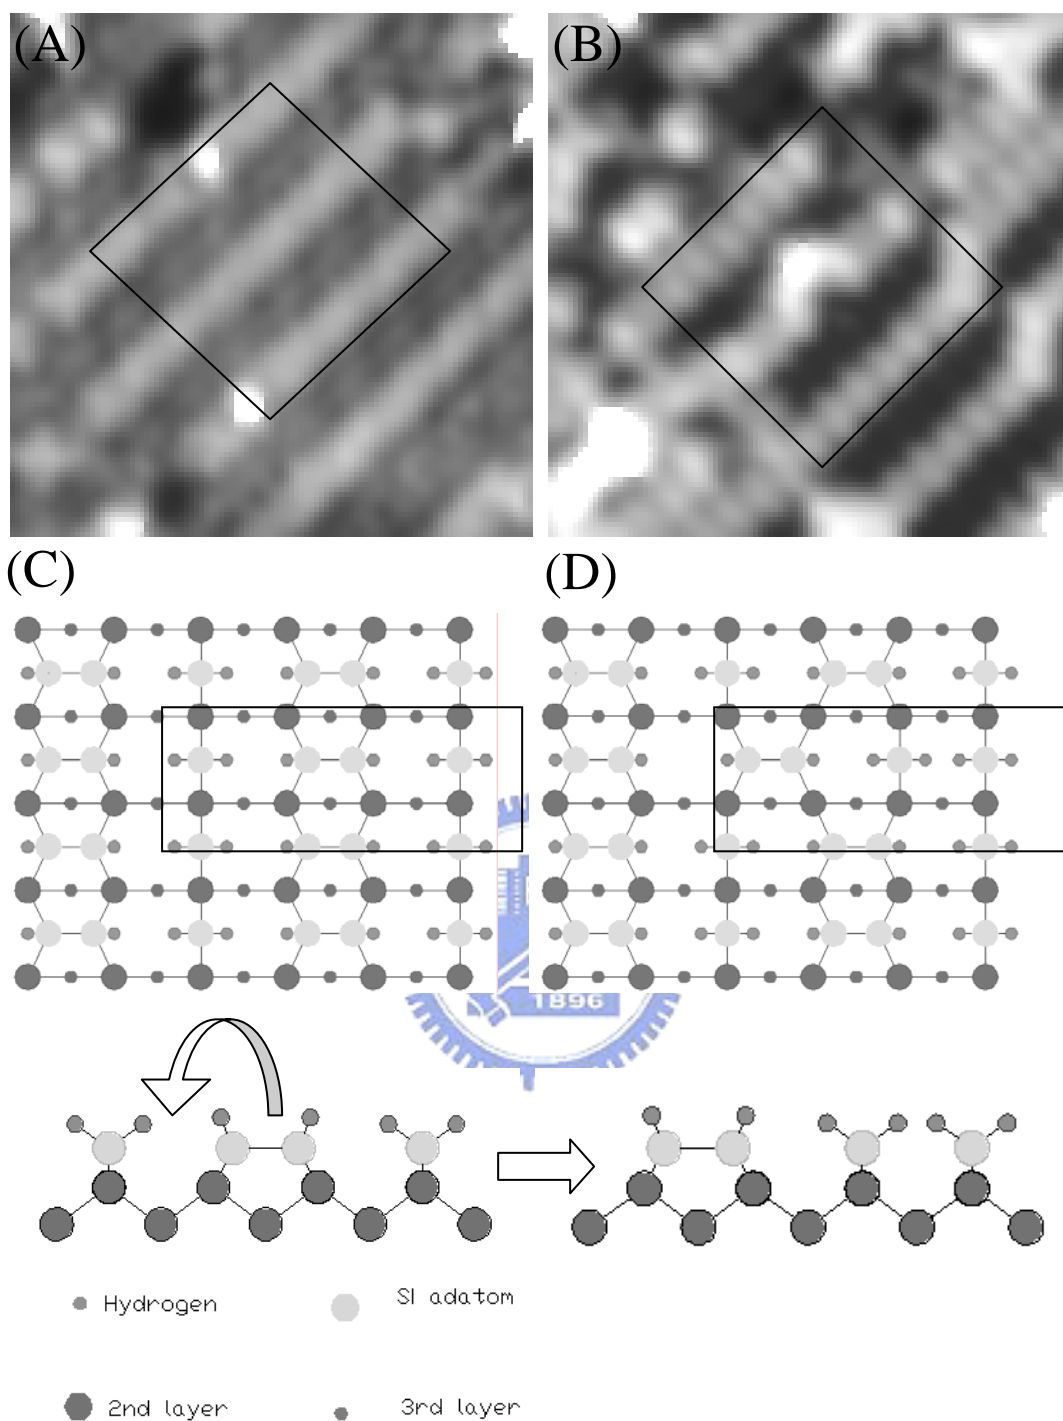 (A)
(B)
(C)
(D)
1896
Hydrogen
SI adatom
2nd layer
3rd layer